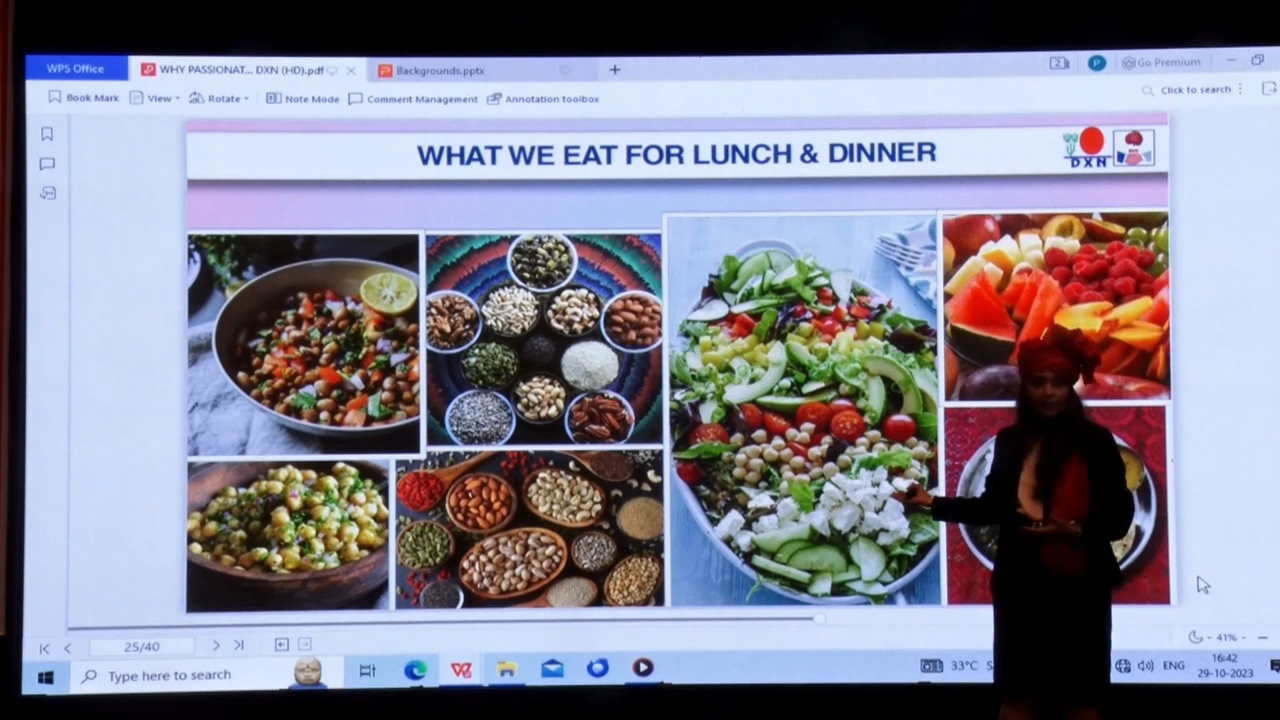 WPS Office
WHY PASSIONAT... DXN (HD).pdf
Backgrounds.pptx
2
P
Go Premium
Book Mark
View
Rotate
Note Mode
Comment Management
Annotation toolbox
Click to search
WHAT WE EAT FOR LUNCH & DINNER
DXN
25/40
41%
Type here to search
33°C S
ENG
16:42
29-10-2023